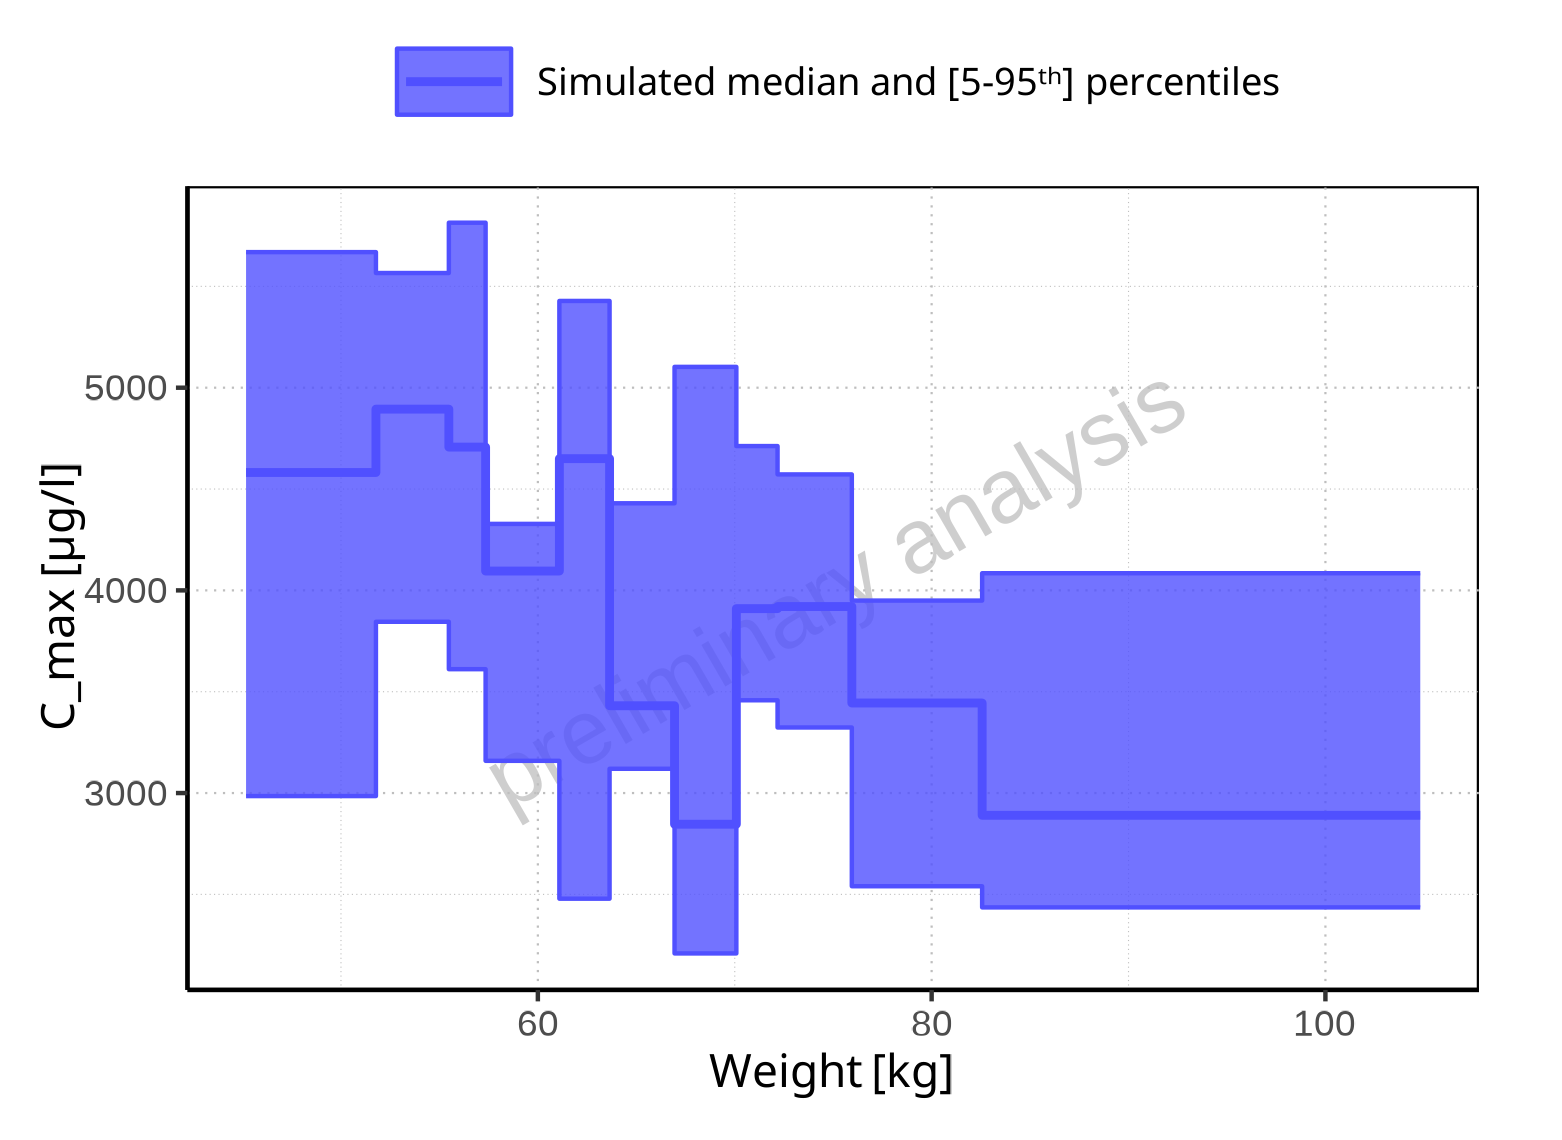 Simulated median and [5-95ᵗʰ] percentiles
5000
4000
3000
C_max [µg/l]
preliminary analysis
60 80 100
Weight [kg]